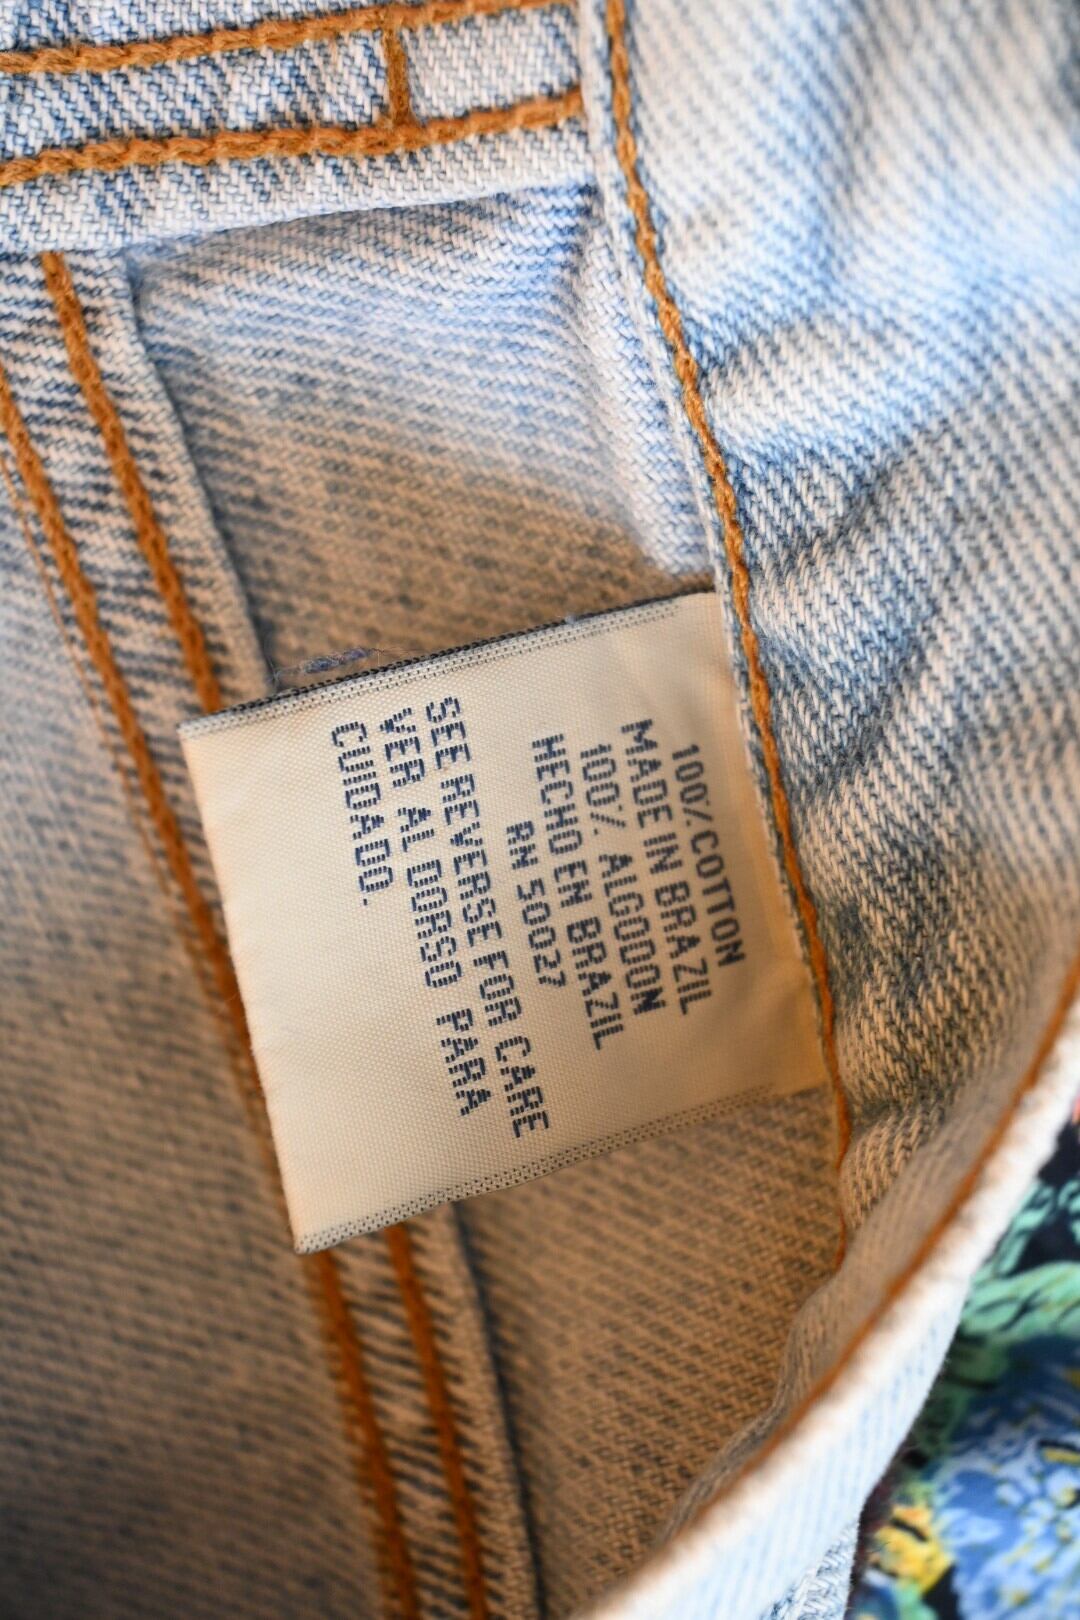 100% COTTON
MADE IN BRAZIL
100% ALGODON
HECHO EN BRAZIL
RN 50027
SEE REVERSE FOR CARE
VER AL DORSO PARA
CUIDADO.